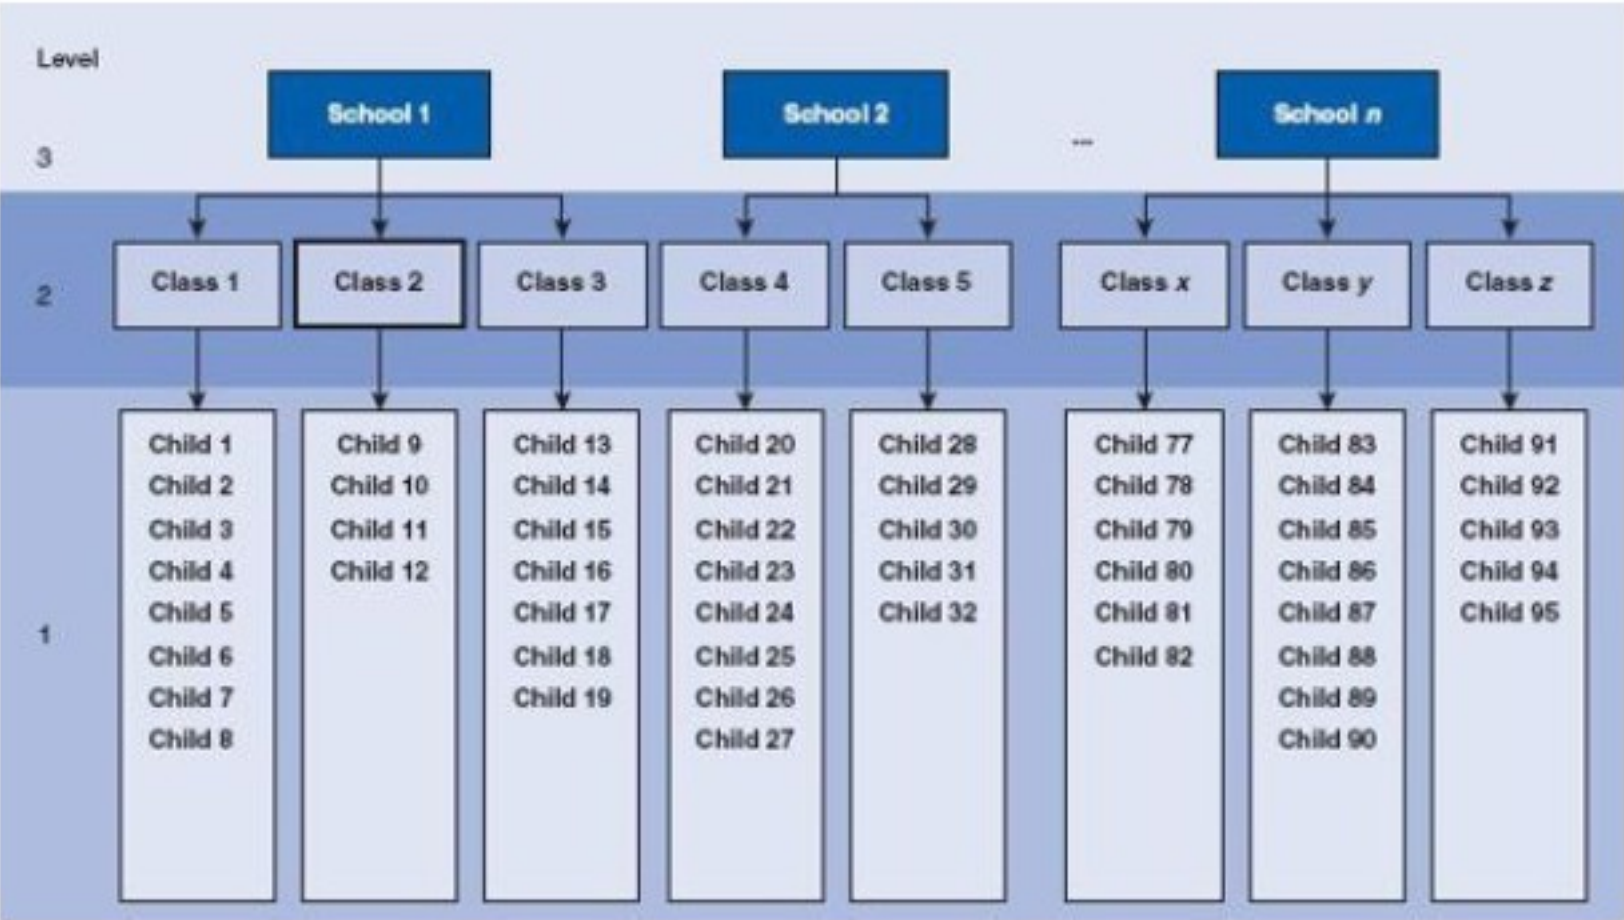 Level
School 1
School 2
...
School n
3
2
Class 1
Class 2
Class 3
Class 4
Class 5
Class x
Class y
Class z
1
Child 1
Child 2
Child 3
Child 4
Child 5
Child 6
Child 7
Child 8
Child 9
Child 10
Child 11
Child 12
Child 13
Child 14
Child 15
Child 16
Child 17
Child 18
Child 19
Child 20
Child 21
Child 22
Child 23
Child 24
Child 25
Child 26
Child 27
Child 28
Child 29
Child 30
Child 31
Child 32
Child 77
Child 78
Child 79
Child 80
Child 81
Child 82
Child 83
Child 84
Child 85
Child 86
Child 87
Child 88
Child 89
Child 90
Child 91
Child 92
Child 93
Child 94
Child 95